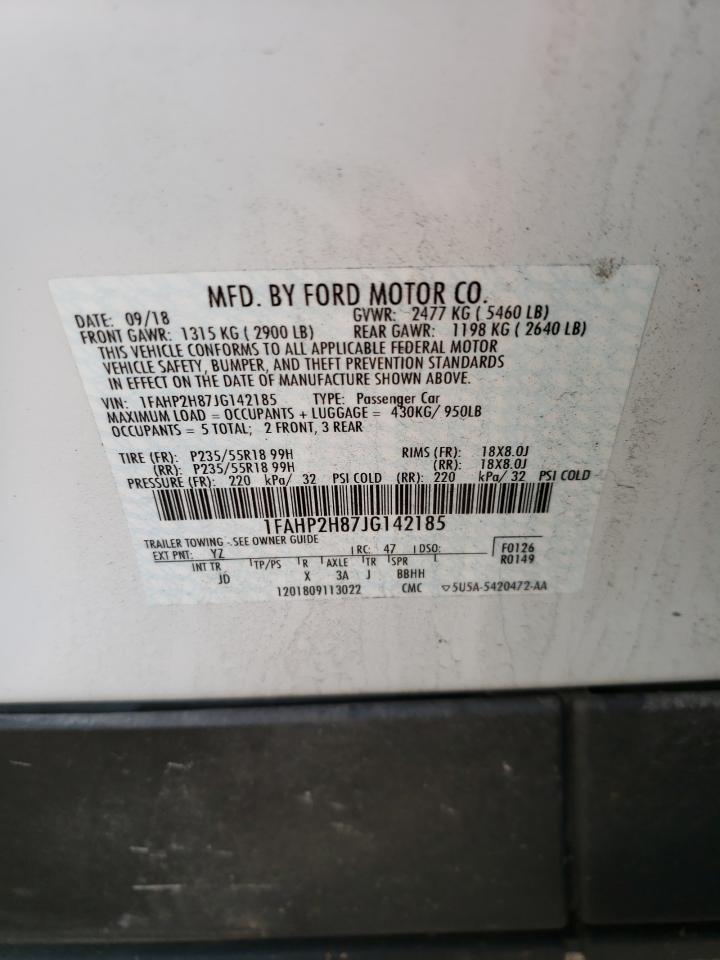 MFD. BY FORD MOTOR CO.
DATE: 09/18 GVWR: 2477 KG ( 5460 LB)
FRONT GAWR: 1315 KG ( 2900 LB) REAR GAWR: 1198 KG ( 2640 LB)
THIS VEHICLE CONFORMS TO ALL APPLICABLE FEDERAL MOTOR
VEHICLE SAFETY, BUMPER, AND THEFT PREVENTION STANDARDS
IN EFFECT ON THE DATE OF MANUFACTURE SHOWN ABOVE.
VIN: 1FAHP2H87JG142185 TYPE: Passenger Car
MAXIMUM LOAD = OCCUPANTS + LUGGAGE = 430KG/ 950LB
OCCUPANTS = 5 TOTAL; 2 FRONT, 3 REAR
TIRE (FR): P235/55R18 99H RIMS (FR): 18X8.0J
(RR): P235/55R18 99H (RR): 18X8.0J
PRESSURE (FR): 220 kPa/ 32 PSI COLD (RR): 220 kPa/ 32 PSI COLD
1FAHP2H87JG142185
TRAILER TOWING - SEE OWNER GUIDE
EXT PNT: YZ RC: 47 DSO: F0126
INT TR TP/PS R AXLE TR SPR R0149
JD X 3A J BBHH
1201809113022 CMC ▽5U5A-5420472-AA